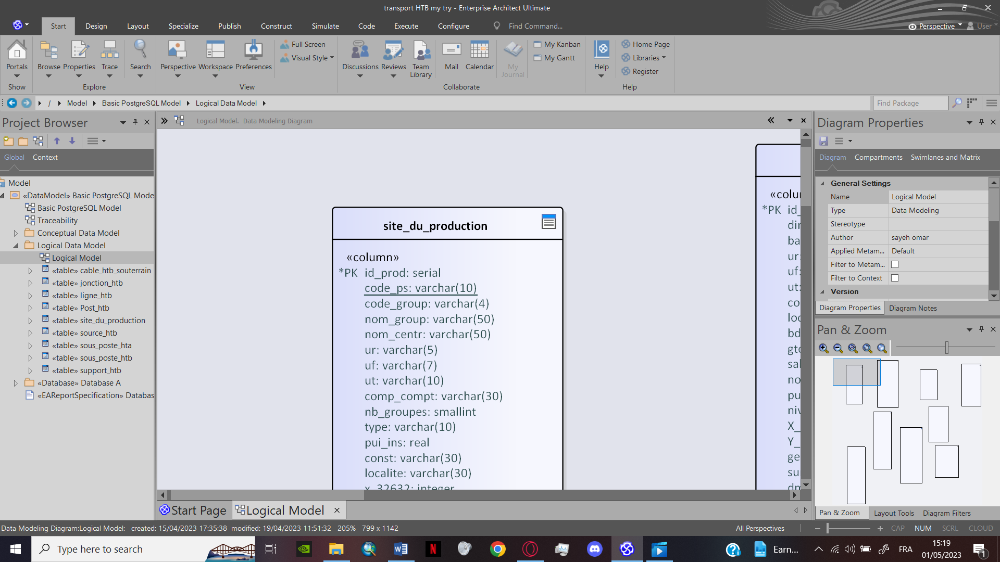 transport HTB my try - Enterprise Architect Ultimate
Start Design Layout Specialize Publish Construct Simulate Code Execute Configure Find Command... Perspective User
Portals Browse Properties Trace Search Perspective Workspace Preferences Full Screen Visual Style Discussions Reviews Team Library Mail Calendar My Journal My Kanban My Gantt Help Home Page Libraries Register
Show Explore View Collaborate Help
/ Model Basic PostgreSQL Model Logical Data Model Find Package
Project Browser
Global Context
Model
«DataModel» Basic PostgreSQL Mode
Basic PostgreSQL Model
Traceability
Conceptual Data Model
Logical Data Model
Logical Model
«table» cable_htb_souterrain
«table» jonction_htb
«table» ligne_htb
«table» Post_htb
«table» site_du_production
«table» source_htb
«table» sous_poste_hta
«table» sous_poste_htb
«table» support_htb
«Database» Database A
«EAReportSpecification» Databas
Logical Model. Data Modeling Diagram
site_du_production
«column»
*PK id_prod: serial
code_ps: varchar(10)
code_group: varchar(4)
nom_group: varchar(50)
nom_centr: varchar(50)
ur: varchar(5)
uf: varchar(7)
ut: varchar(10)
comp_compt: varchar(30)
nb_groupes: smallint
type: varchar(10)
pui_ins: real
const: varchar(30)
localite: varchar(30)
x_32632: integer
«colu
*PK id_
dir
ba
ur:
uf:
ut:
co
loc
bd
gto
sal
no
pu
niv
X_
Y_
ge
su
dm
Start Page Logical Model
Diagram Properties
Diagram Compartments Swimlanes and Matrix
General Settings
Name Logical Model
Type Data Modeling
Stereotype
Author sayeh omar
Applied Metam... Default
Filter to Metam...
Filter to Context
Version
Diagram Properties Diagram Notes
Pan & Zoom
Pan & Zoom Layout Tools Diagram Filters
Data Modeling Diagram:Logical Model: created: 15/04/2023 17:35:38 modified: 19/04/2023 11:51:32 205% 799 x 1142 All Perspectives CAP NUM SCRL CLOUD
Type here to search Earn... FRA 15:19
01/05/2023 1